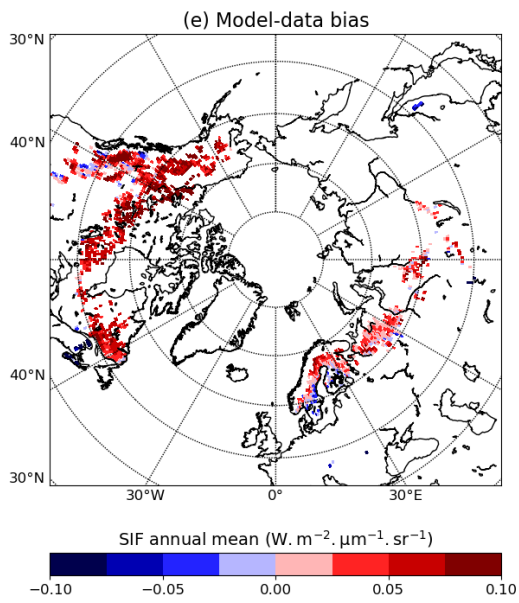 (e) Model-data bias
30°N
40°N
40°N
30°N
30°W 0° 30°E
SIF annual mean (W. m⁻². μm⁻¹. sr⁻¹)
−0.10 −0.05 0.00 0.05 0.10